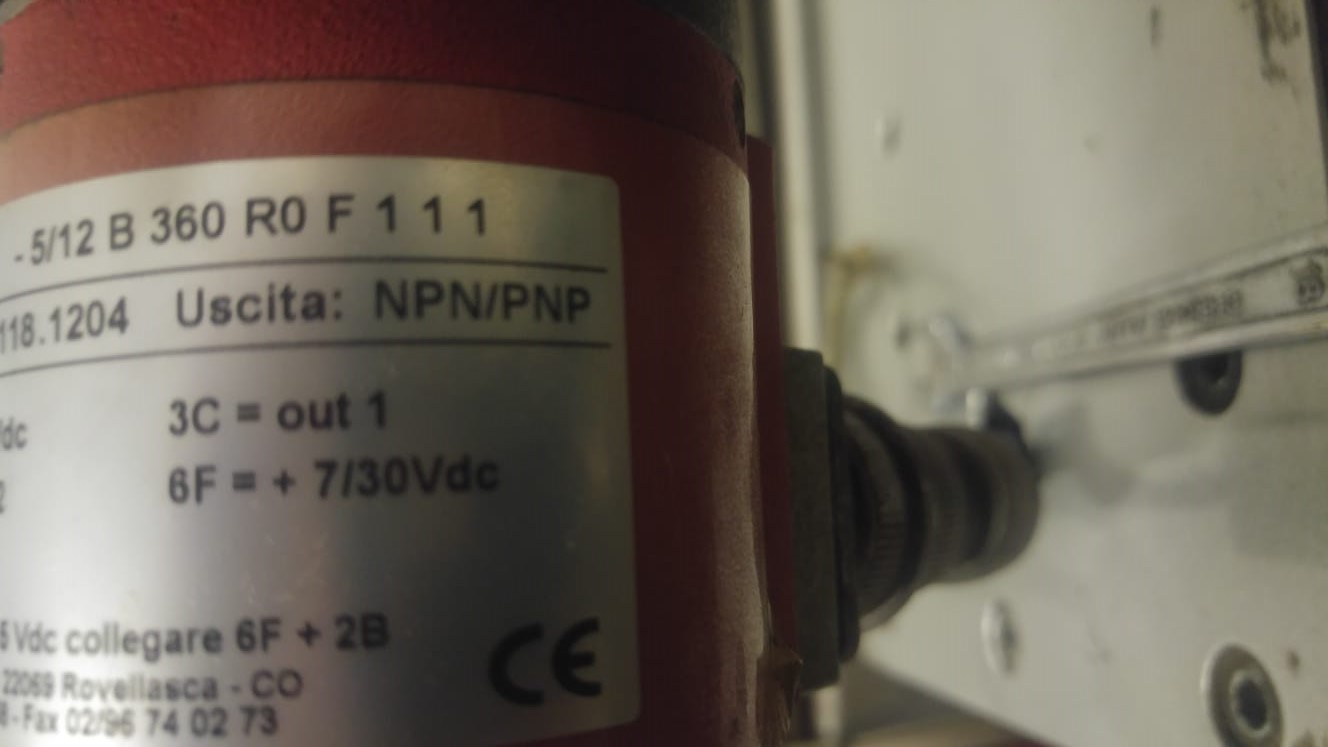 - 5/12 B 360 R0 F 1 1 1
118.1204 Uscita: NPN/PNP
3C = out 1
6F = + 7/30Vdc
5 Vdc collegare 6F + 2B
22069 Rovellasca - CO
- Fax 02/96 74 02 73
CE